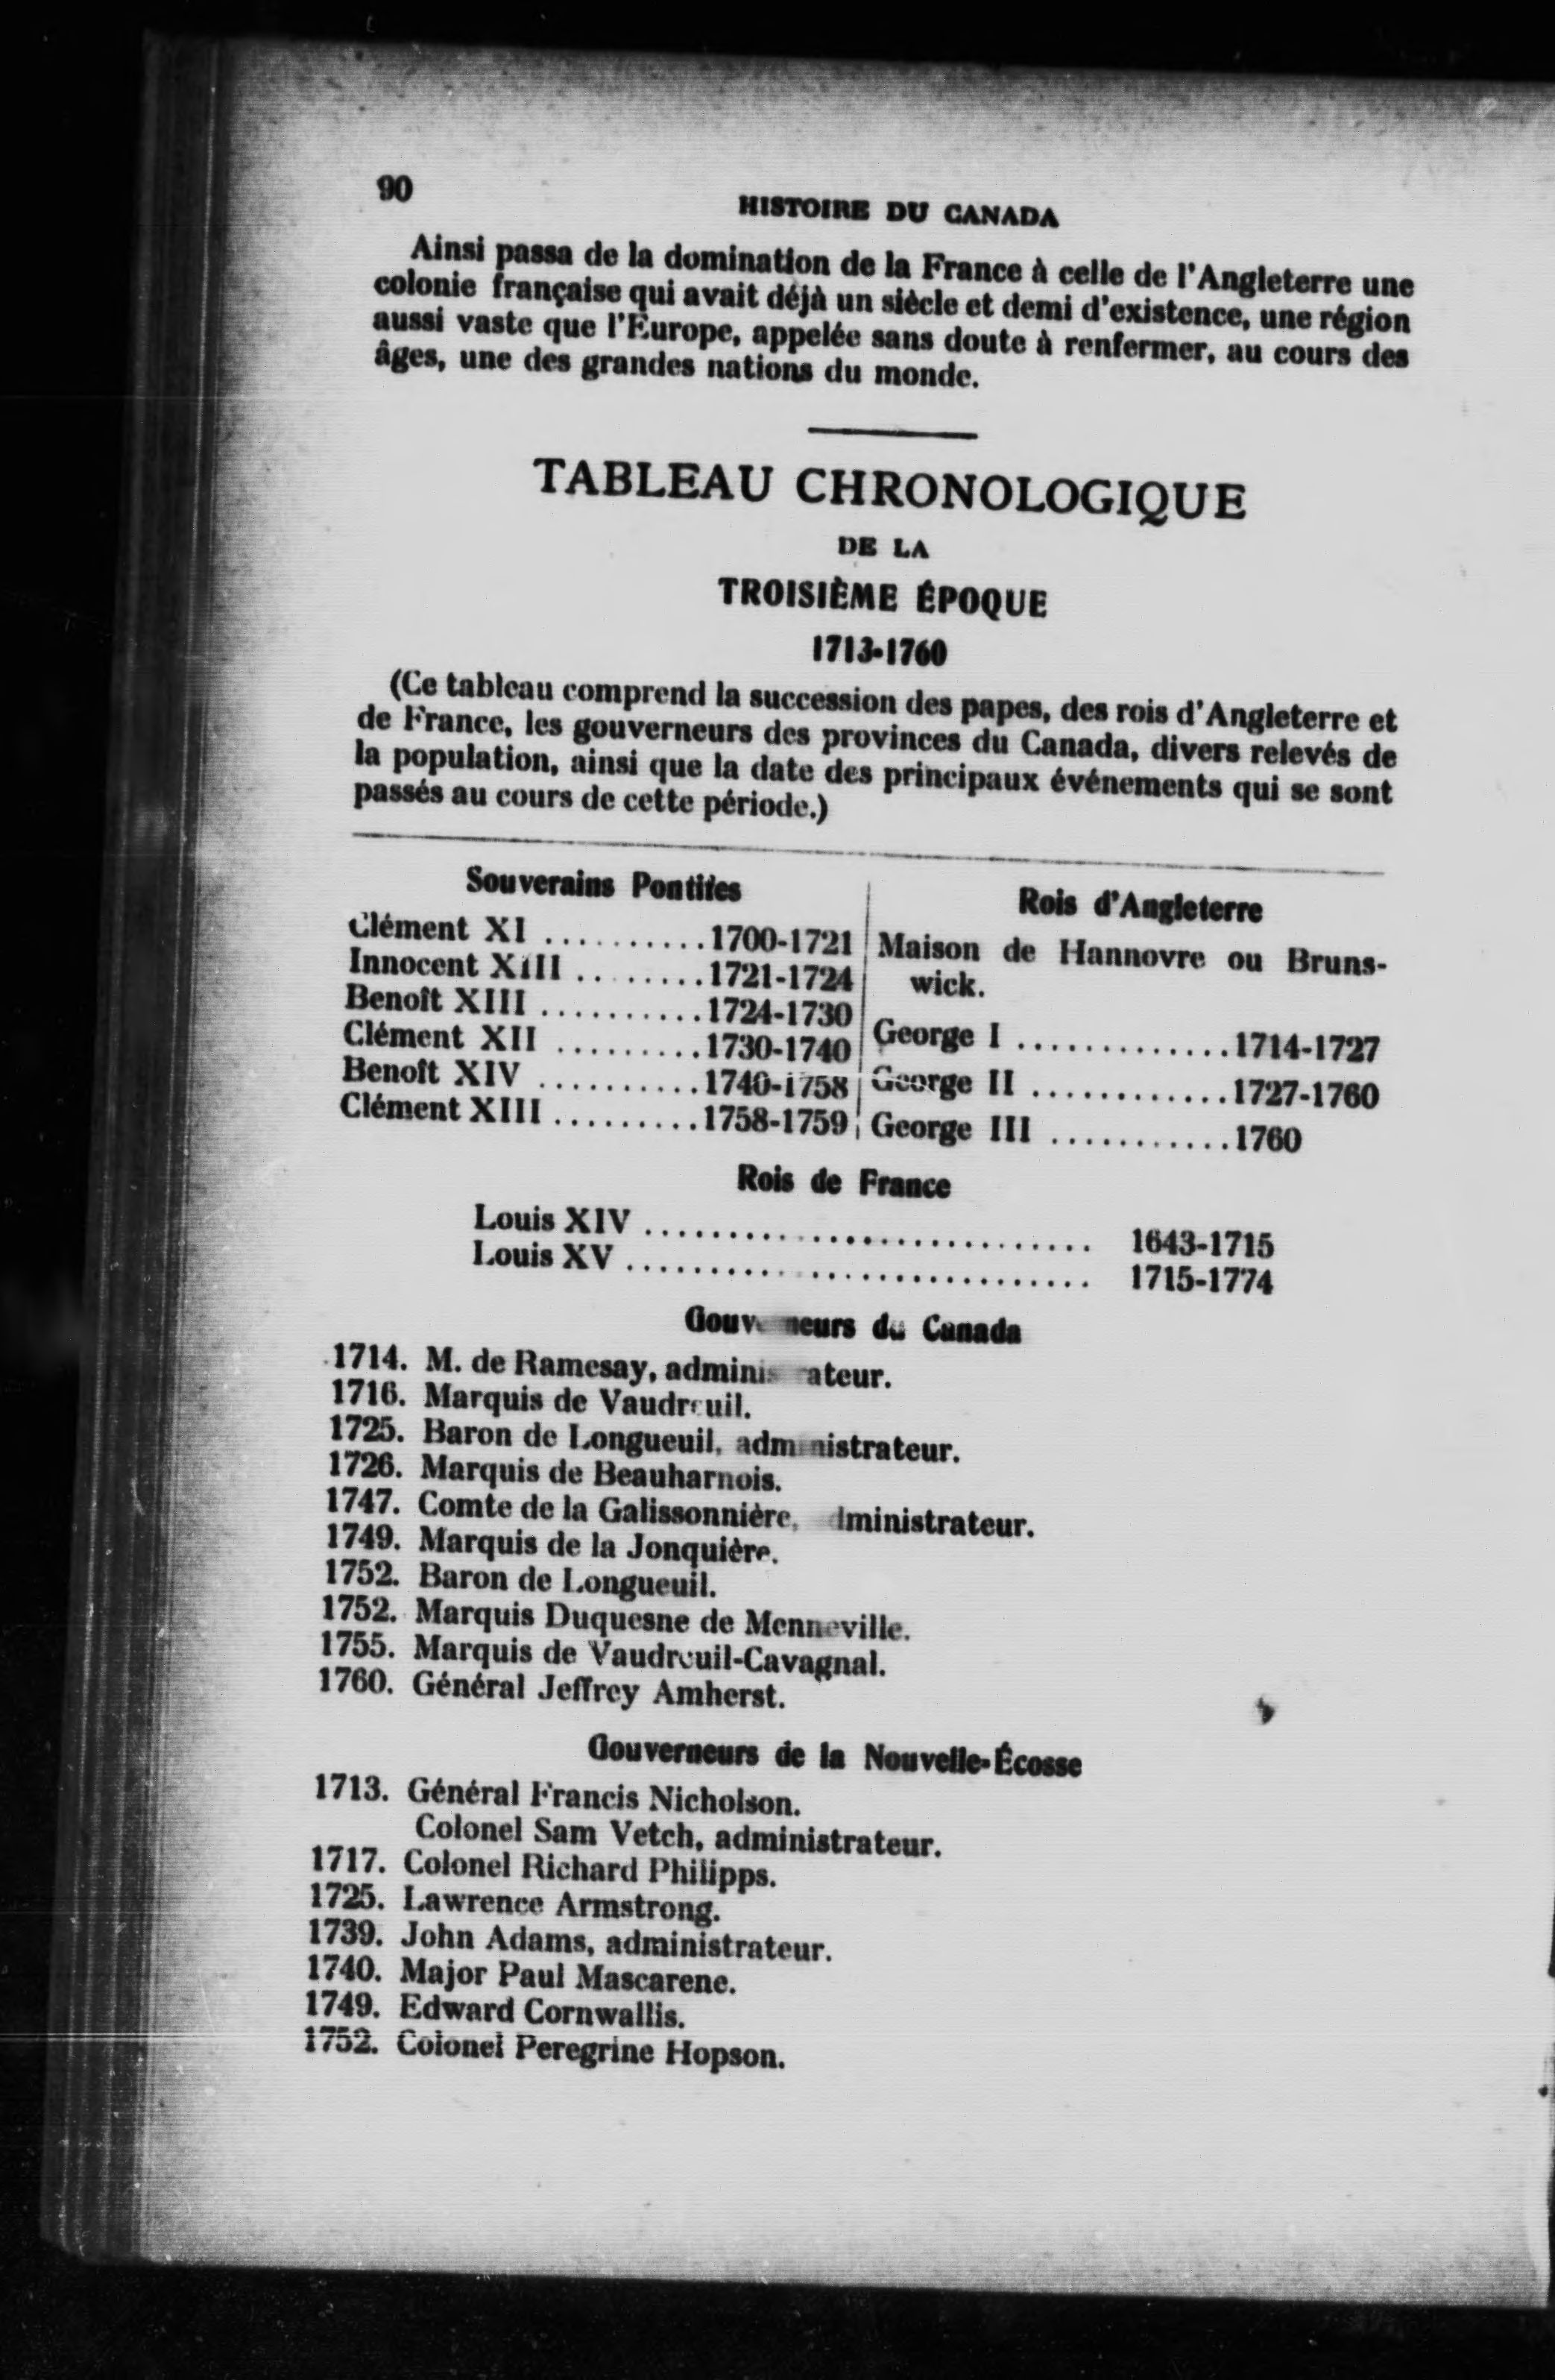 90
HISTOIRE DU CANADA
Ainsi passa de la domination de la France à celle de l'Angleterre une
colonie française qui avait déjà un siècle et demi d'existence, une région
aussi vaste que l'Europe, appelée sans doute à renfermer, au cours des
âges, une des grandes nations du monde.
TABLEAU CHRONOLOGIQUE
DE LA
TROISIÈME ÉPOQUE
1713-1760
(Ce tableau comprend la succession des papes, des rois d'Angleterre et
de France, les gouverneurs des provinces du Canada, divers relevés de
la population, ainsi que la date des principaux événements qui se sont
passés au cours de cette période.)
Souverains Pontifes
Clément XI ..........1700-1721
Innocent XIII ........1721-1724
Benoît XIII ..........1724-1730
Clément XII .........1730-1740
Benoît XIV ..........1740-1758
Clément XIII .........1758-1759
Rois d'Angleterre
Maison de Hannovre ou Bruns-
wick.
George I .............1714-1727
George II ............1727-1760
George III ...........1760
Rois de France
Louis XIV ............................ 1643-1715
Louis XV ............................. 1715-1774
Gouverneurs du Canada
1714. M. de Ramesay, administrateur.
1716. Marquis de Vaudreuil.
1725. Baron de Longueuil, administrateur.
1726. Marquis de Beauharnois.
1747. Comte de la Galissonnière, administrateur.
1749. Marquis de la Jonquière.
1752. Baron de Longueuil.
1752. Marquis Duquesne de Menneville.
1755. Marquis de Vaudreuil-Cavagnal.
1760. Général Jeffrey Amherst.
Gouverneurs de la Nouvelle-Écosse
1713. Général Francis Nicholson.
Colonel Sam Vetch, administrateur.
1717. Colonel Richard Philipps.
1725. Lawrence Armstrong.
1739. John Adams, administrateur.
1740. Major Paul Mascarene.
1749. Edward Cornwallis.
1752. Colonel Peregrine Hopson.